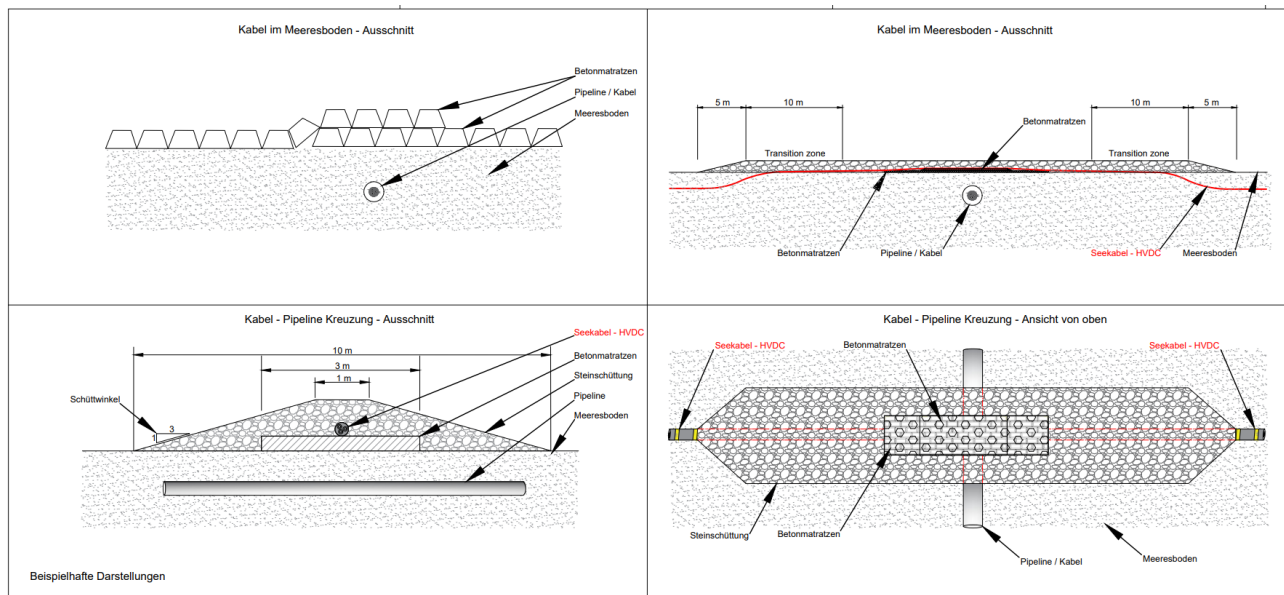 Kabel im Meeresboden - Ausschnitt
Betonmatratzen
Pipeline / Kabel
Meeresboden
Kabel im Meeresboden - Ausschnitt
5 m
10 m
10 m
5 m
Betonmatratzen
Transition zone
Transition zone
Betonmatratzen
Pipeline / Kabel
Seekabel - HVDC
Meeresboden
Kabel - Pipeline Kreuzung - Ausschnitt
Seekabel - HVDC
10 m
Betonmatratzen
3 m
Steinschüttung
1 m
Pipeline
Schüttwinkel
Meeresboden
3
1
Beispielhafte Darstellungen
Kabel - Pipeline Kreuzung - Ansicht von oben
Seekabel - HVDC
Betonmatratzen
Seekabel - HVDC
Steinschüttung
Betonmatratzen
Pipeline / Kabel
Meeresboden